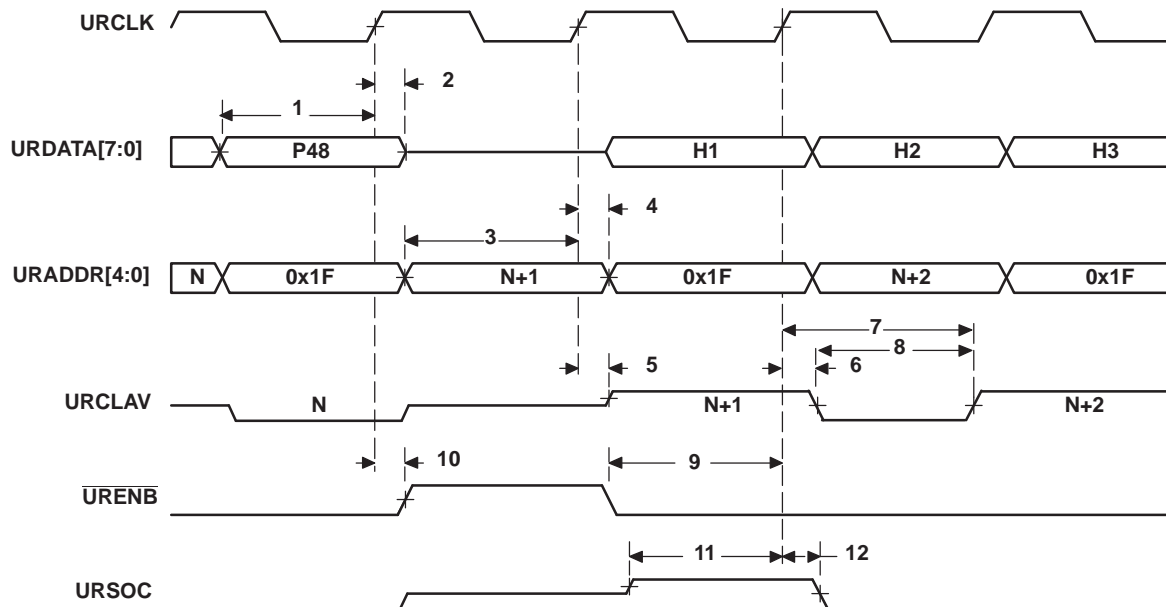 URCLK
2
1
URDATA[7:0] P48 H1 H2 H3
4
3
URADDR[4:0] N 0x1F N+1 0x1F N+2 0x1F
7
8
5 6
URCLAV N N+1 N+2
10 9
URENB
11 12
URSOC